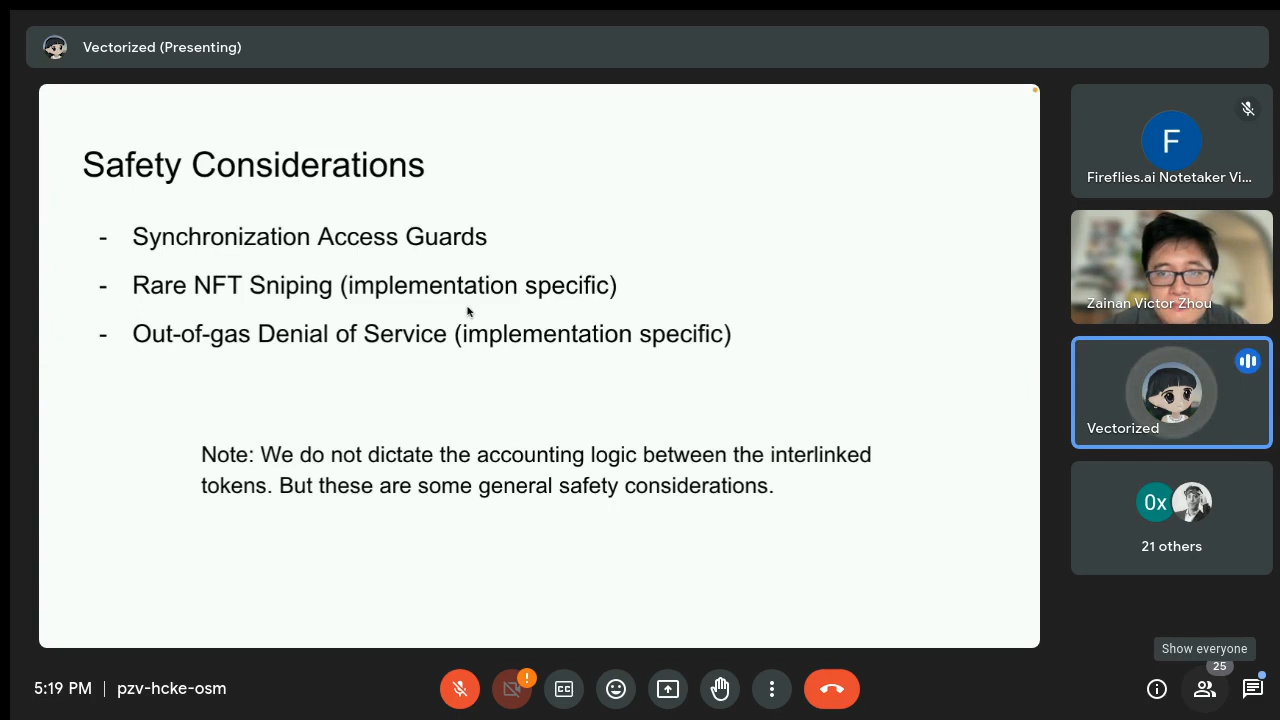 Vectorized (Presenting)
Safety Considerations
- Synchronization Access Guards
- Rare NFT Sniping (implementation specific)
- Out-of-gas Denial of Service (implementation specific)
Note: We do not dictate the accounting logic between the interlinked
tokens. But these are some general safety considerations.
F
Fireflies.ai Notetaker Vi...
Zainan Victor Zhou
Vectorized
0x
21 others
Show everyone
25
5:19 PM | pzv-hcke-osm
!
CC